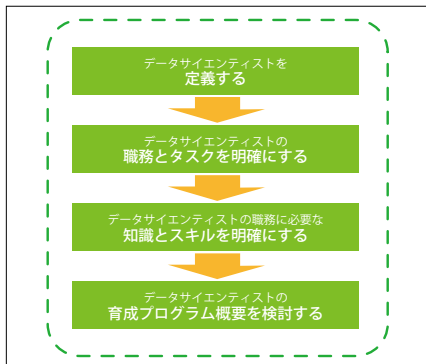 データサイエンティストを
定義する
データサイエンティストの
職務とタスクを明確にする
データサイエンティストの職務に必要な
知識とスキルを明確にする
データサイエンティストの
育成プログラム概要を検討する